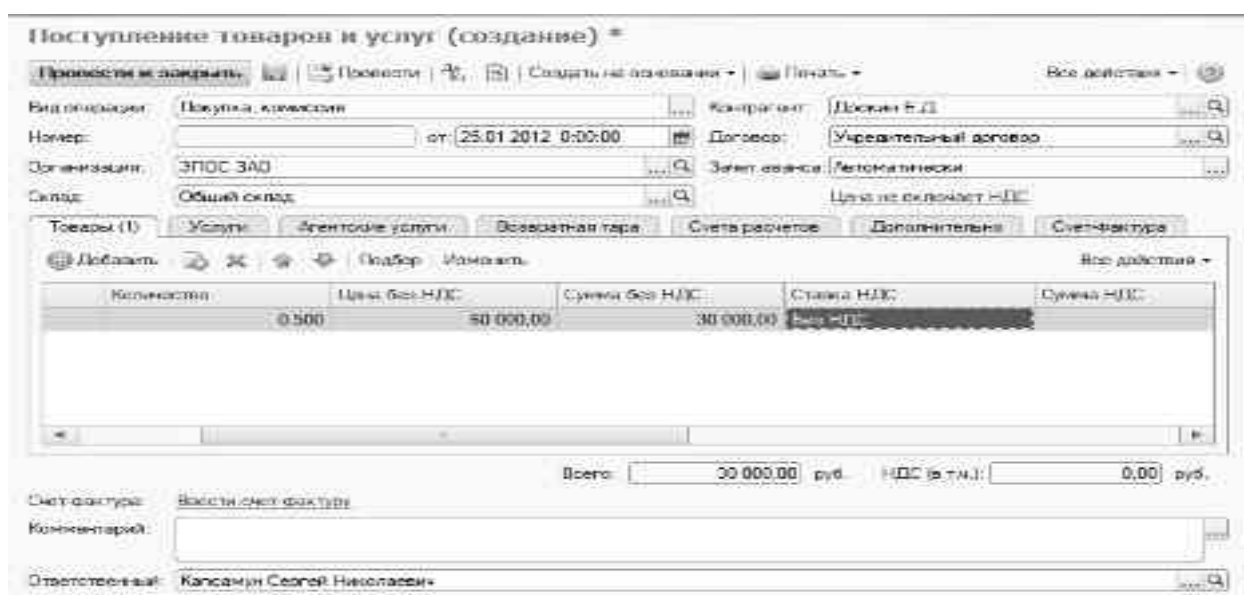 Поступление товаров и услуг (создание) *
Провести и закрыть Провести Создать на основании Печать Все действия
Вид операции: Покупка, комиссия Контрагент: Доскин Е.Д.
Номер: от: 25.01.2012 0:00:00 Договор: Учредительный договор
Организация: ЭПОС ЗАО Зачет аванса: Автоматически
Склад: Общий склад Цена не включает НДС
Товары (1) Услуги Агентские услуги Возвратная тара Счета расчетов Дополнительно Счет-фактура
Добавить Подбор Изменить Все действия
Количество Цена без НДС Сумма без НДС Ставка НДС Сумма НДС
0.500 60 000,00 30 000,00 Без НДС
Всего: 30 000,00 руб. НДС (в т.ч.): 0,00 руб.
Счет-фактура: Ввести счет-фактуру
Комментарий:
Ответственный: Сергей Николаевич